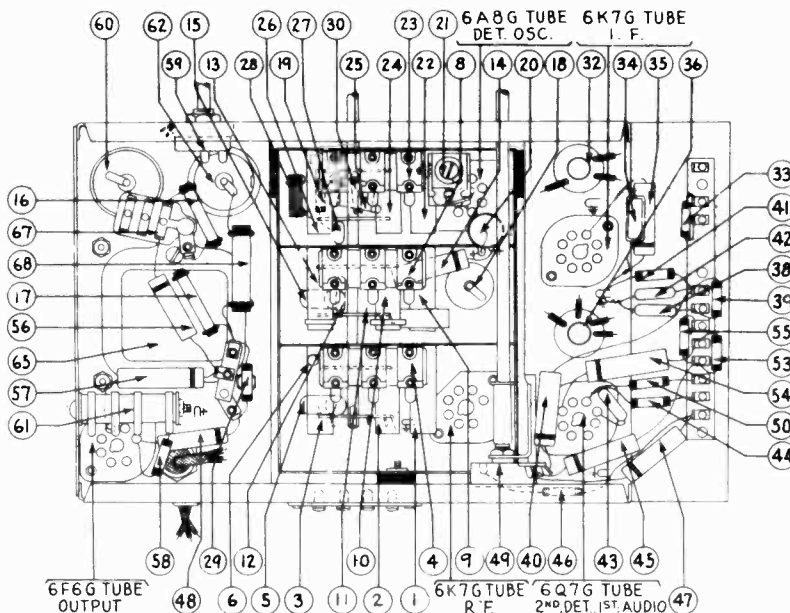 6A8G TUBE
DET. OSC.
6K7G TUBE
I. F.
60 62 59 15 13 28 26 19 27 30 25 24 23 22 21 8 14 20 18 32 34 35 36
16
67
68
17
56
65
57
61
33
41
42
38
39
55
53
54
50
44
58 48 29 12 6 5 3 11 2 10 1 4 9 49 40 46 43 45 47
6F6G TUBE
OUTPUT
6K7G TUBE
R.F.
6Q7G TUBE
2ND. DET. 1ST. AUDIO